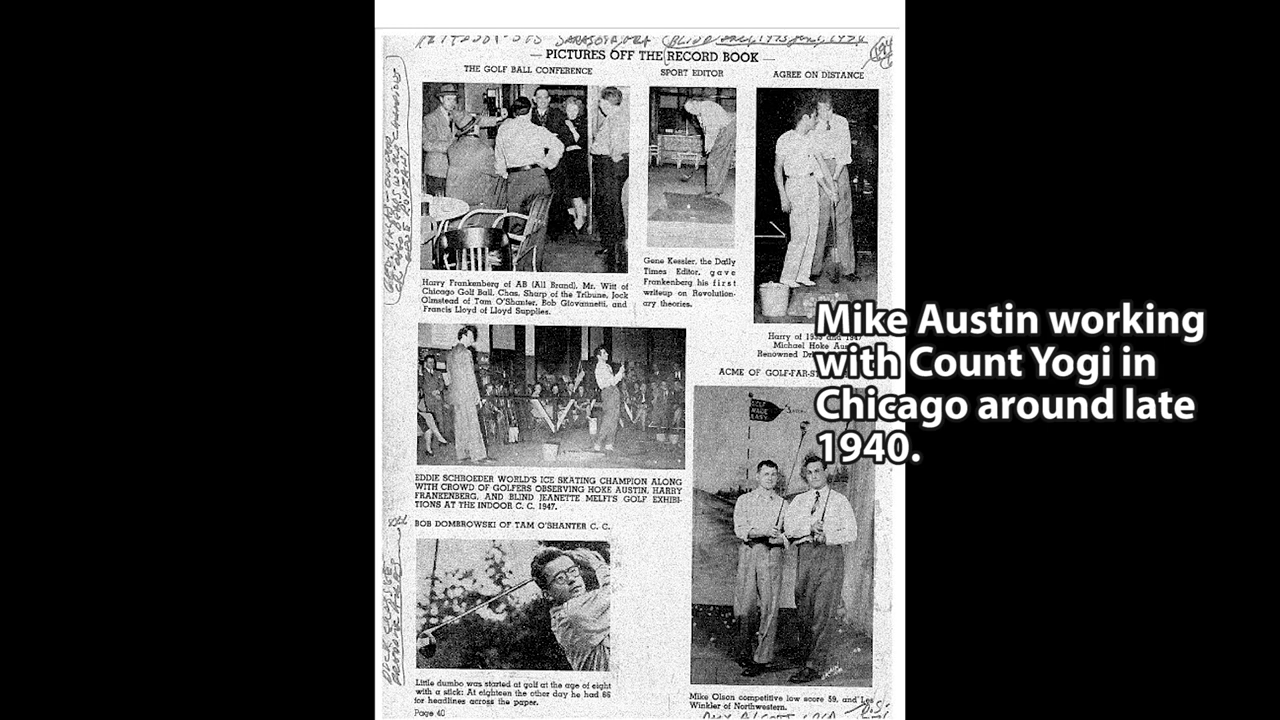 SARASOTA, FLA
— PICTURES OFF THE RECORD BOOK —
THE GOLF BALL CONFERENCE
SPORT EDITOR
AGREE ON DISTANCE
Harry Frankenberg of AB (All Brand), Mr. Witt of
Chicago Golf Ball, Chas. Sharp of the Tribune, Jock
Olmstead of Tam O'Shanter, Bob Giovannetti, and
Francis Lloyd of Lloyd Supplies.
Gene Kessler, the Daily
Times Editor, gave
Frankenberg his first
writeup on Revolution-
ary theories.
Harry of 1935 and 1947
Michael Hoke
Renowned
ACME OF GOLF-FAR-
GOLF
MADE
EASY
EDDIE SCHROEDER WORLD'S ICE SKATING CHAMPION ALONG
WITH CROWD OF GOLFERS OBSERVING HOKE AUSTIN, HARRY
FRANKENBERG, AND BLIND JEANETTE MELFI'S GOLF EXHIBI-
TIONS AT THE INDOOR C. C. 1947.
BOB DOMBROWSKI OF TAM O'SHANTER C. C.
Little dumbo was started at golf at the age of eight
with a stick: At eighteen the other day he had 66
for headlines across the paper.
Page 40
Mike Olson competitive low score 59, and Les
Winkler of Northwestern.
Mike Austin working
with Count Yogi in
Chicago around late
1940.